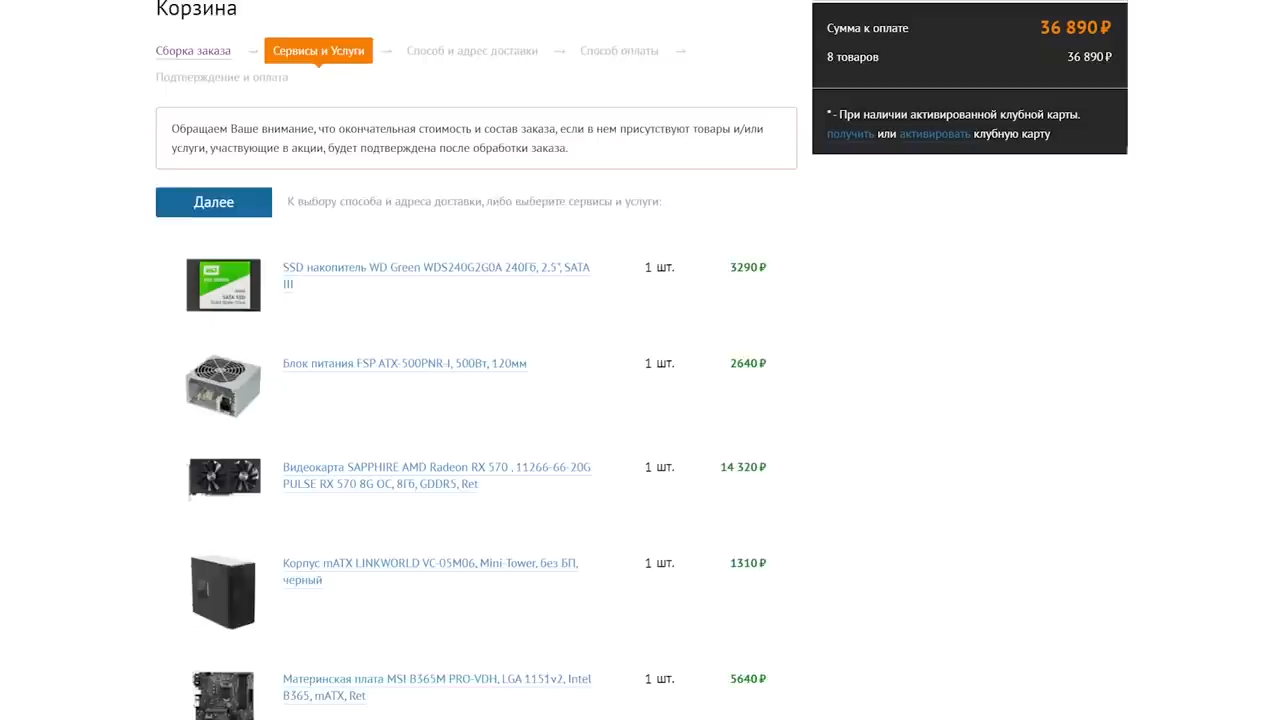 Корзина
Сборка заказа → Сервисы и Услуги → Способ и адрес доставки → Способ оплаты →
Подтверждение и оплата
Обращаем Ваше внимание, что окончательная стоимость и состав заказа, если в нем присутствуют товары и/или
услуги, участвующие в акции, будет подтверждена после обработки заказа.
Далее К выбору способа и адреса доставки, либо выберите сервисы и услуги:
SSD накопитель WD Green WDS240G2G0A 240Гб, 2.5", SATA 1 шт. 3290 ₽
III
Блок питания FSP ATX-500PNR-I, 500Вт, 120мм 1 шт. 2640 ₽
Видеокарта SAPPHIRE AMD Radeon RX 570 , 11266-66-20G 1 шт. 14 320 ₽
PULSE RX 570 8G OC, 8Гб, GDDR5, Ret
Корпус mATX LINKWORLD VC-05M06, Mini-Tower, без БП, 1 шт. 1310 ₽
черный
Материнская плата MSI B365M PRO-VDH, LGA 1151v2, Intel 1 шт. 5640 ₽
B365, mATX, Ret
Сумма к оплате 36 890 ₽
8 товаров 36 890 ₽
* - При наличии активированной клубной карты.
получить или активировать клубную карту